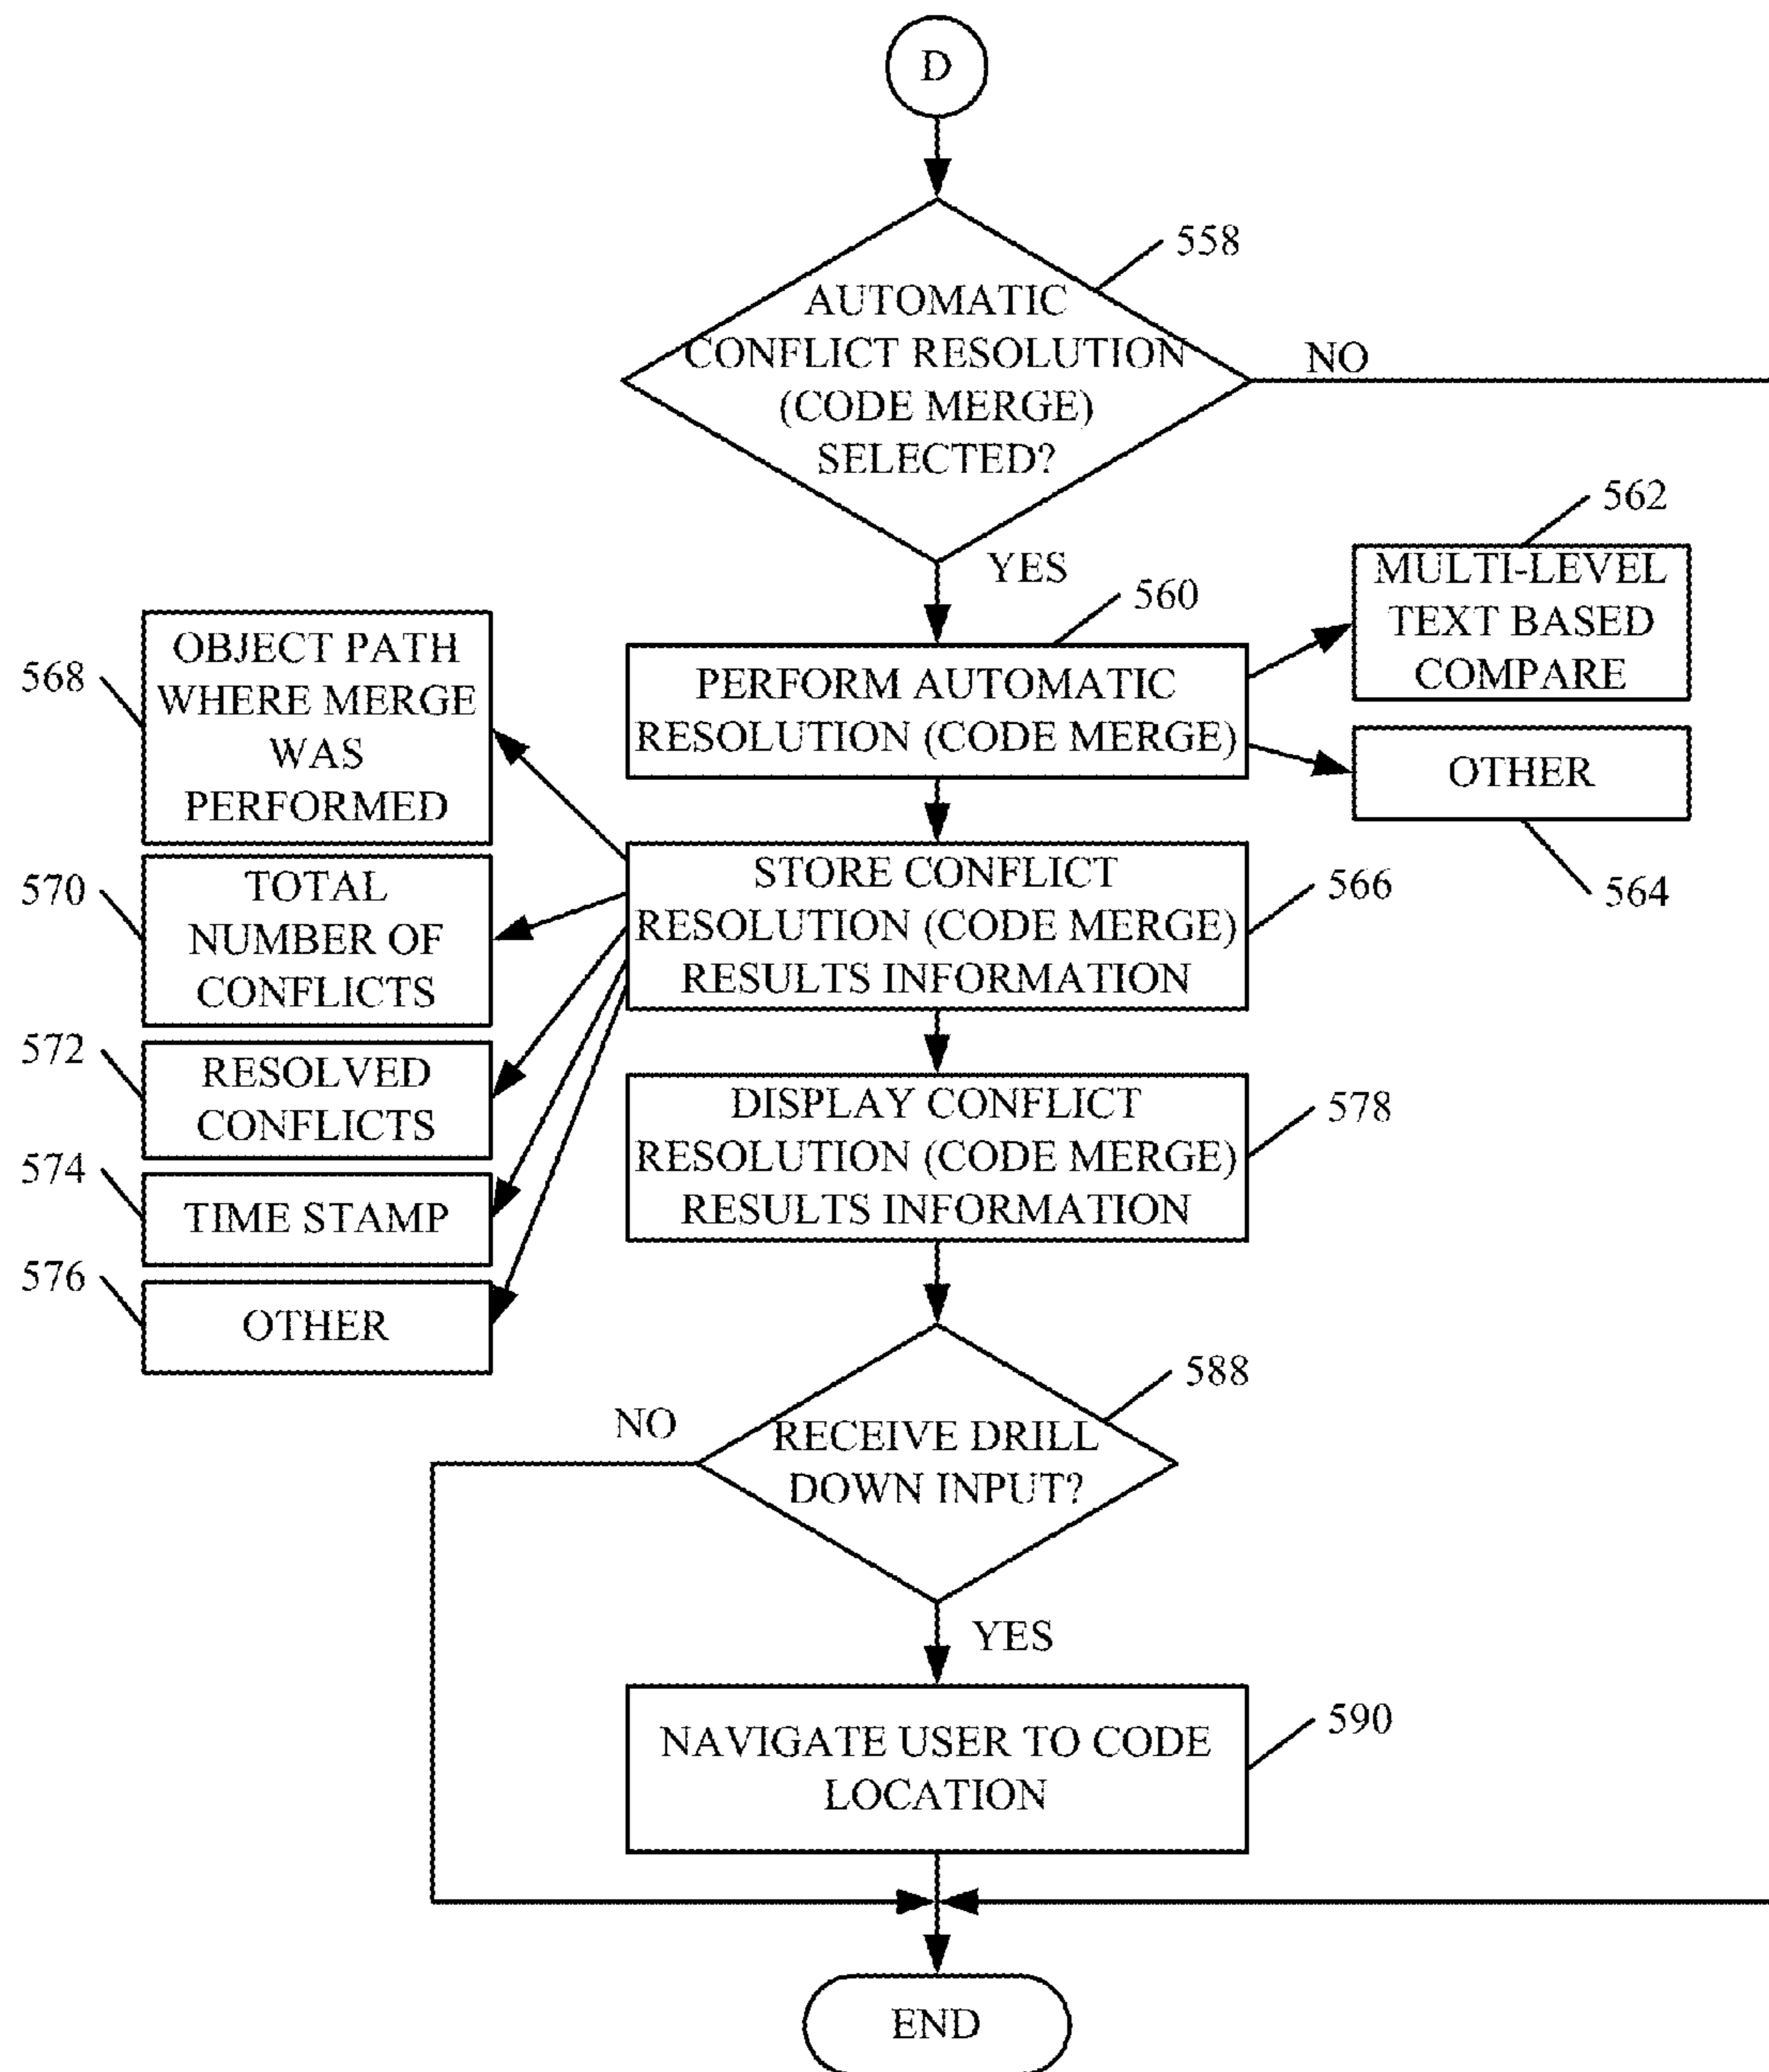 D
558
AUTOMATIC
CONFLICT RESOLUTION
(CODE MERGE)
SELECTED?
NO
YES
562
MULTI-LEVEL
TEXT BASED
COMPARE
560
PERFORM AUTOMATIC
RESOLUTION (CODE MERGE)
OTHER
564
568
OBJECT PATH
WHERE MERGE
WAS
PERFORMED
STORE CONFLICT
RESOLUTION (CODE MERGE)
RESULTS INFORMATION
566
570
TOTAL
NUMBER OF
CONFLICTS
572
RESOLVED
CONFLICTS
574
TIME STAMP
576
OTHER
DISPLAY CONFLICT
RESOLUTION (CODE MERGE)
RESULTS INFORMATION
578
588
NO
RECEIVE DRILL
DOWN INPUT?
YES
NAVIGATE USER TO CODE
LOCATION
590
END